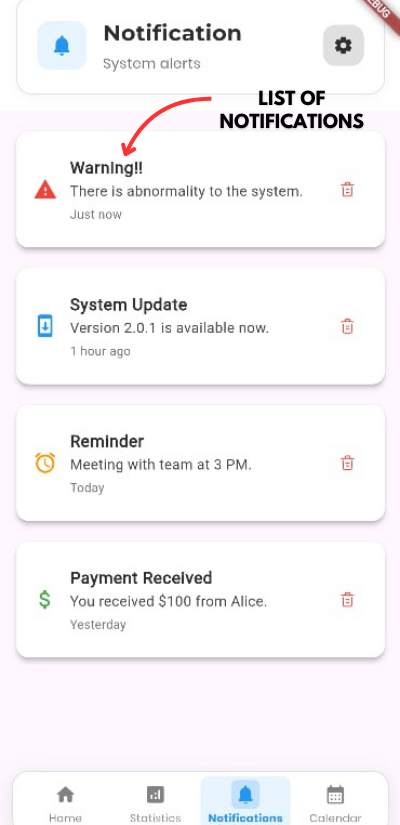 Notification
System alerts
LIST OF
NOTIFICATIONS
Warning!!
There is abnormality to the system.
Just now
System Update
Version 2.0.1 is available now.
1 hour ago
Reminder
Meeting with team at 3 PM.
Today
Payment Received
You received $100 from Alice.
Yesterday
Home
Statistics
Notifications
Calendar